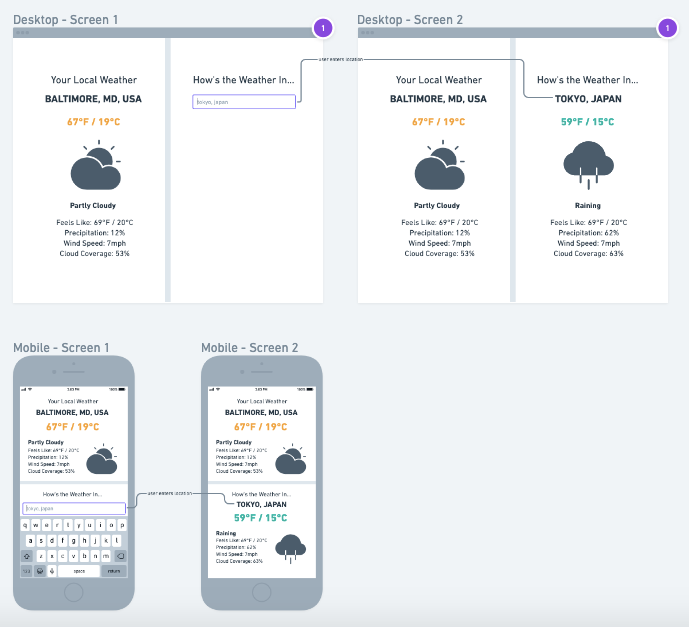 Desktop - Screen 1
1
Your Local Weather
BALTIMORE, MD, USA
67°F / 19°C
Partly Cloudy
Feels Like: 69°F / 20°C
Precipitation: 12%
Wind Speed: 7mph
Cloud Coverage: 53%
How's the Weather In...
tokyo, japan
user enters location
Desktop - Screen 2
1
Your Local Weather
BALTIMORE, MD, USA
67°F / 19°C
Partly Cloudy
Feels Like: 69°F / 20°C
Precipitation: 12%
Wind Speed: 7mph
Cloud Coverage: 53%
How's the Weather In...
TOKYO, JAPAN
59°F / 15°C
Raining
Feels Like: 69°F / 20°C
Precipitation: 62%
Wind Speed: 7mph
Cloud Coverage: 63%
Mobile - Screen 1
100%
Your Local Weather
BALTIMORE, MD, USA
67°F / 19°C
Partly Cloudy
Feels Like: 69°F / 20°C
Precipitation: 12%
Wind Speed: 7mph
Cloud Coverage: 53%
How's the Weather In...
tokyo, japan
q w e r t y u i o p
a s d f g h j k l
z x c v b n m
123 space return
user enters location
Mobile - Screen 2
100%
Your Local Weather
BALTIMORE, MD, USA
67°F / 19°C
Partly Cloudy
Feels Like: 69°F / 20°C
Precipitation: 12%
Wind Speed: 7mph
Cloud Coverage: 53%
How's the Weather In...
TOKYO, JAPAN
59°F / 15°C
Raining
Feels Like: 69°F / 20°C
Precipitation: 62%
Wind Speed: 7mph
Cloud Coverage: 63%